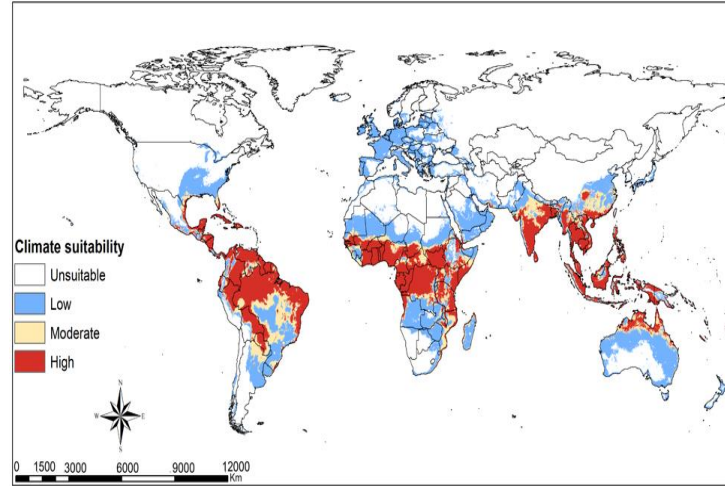 Climate suitability
Unsuitable
Low
Moderate
High
N
W E
S
0 1500 3000 6000 9000 12000
Km